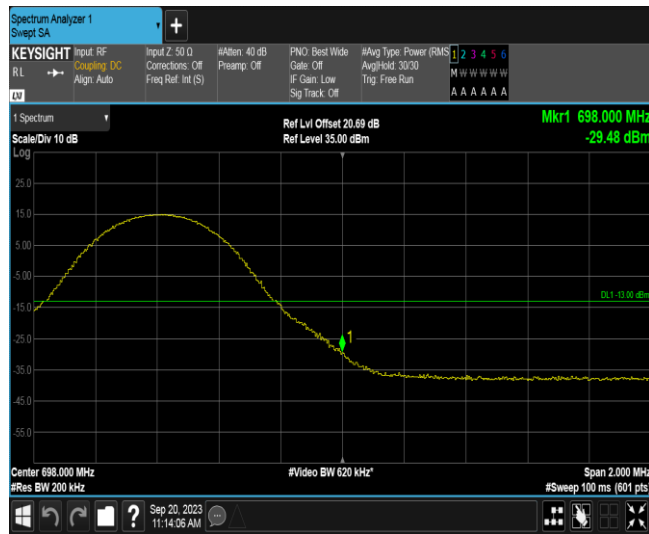 Spectrum Analyzer 1
Swept SA
+
KEYSIGHT
RL
LXI
Input: RF
Coupling: DC
Align: Auto
Input Z: 50 Ω
Corrections: Off
Freq Ref: Int (S)
#Atten: 40 dB
Preamp: Off
PNO: Best Wide
Gate: Off
IF Gain: Low
Sig Track: Off
#Avg Type: Power (RMS
Avg|Hold: 30/30
Trig: Free Run
1 2 3 4 5 6
M W W W W W
A A A A A A
1 Spectrum
Scale/Div 10 dB
Ref Lvl Offset 20.69 dB
Ref Level 35.00 dBm
Mkr1 698.000 MHz
-29.48 dBm
Log
25.0
15.0
5.00
-5.00
-15.0
-25.0
-35.0
-45.0
-55.0
DL1 -13.00 dBm
1
Center 698.000 MHz
#Video BW 620 kHz*
Span 2.000 MHz
#Res BW 200 kHz
#Sweep 100 ms (601 pts)
?
Sep 20, 2023
11:14:06 AM